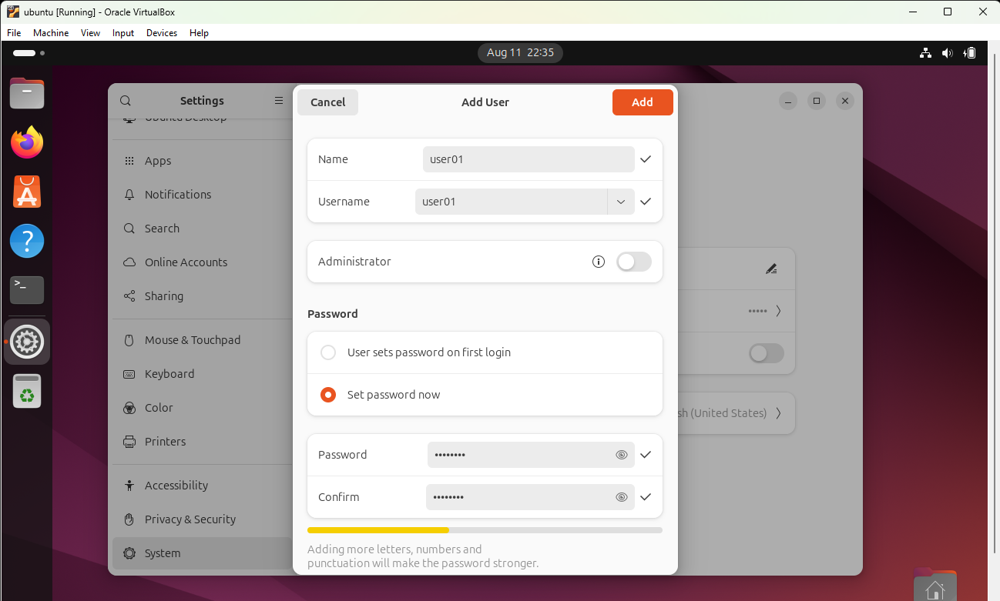 ubuntu [Running] - Oracle VirtualBox
File Machine View Input Devices Help
Aug 11 22:35
Settings
Ubuntu Desktop
Apps
Notifications
Search
Online Accounts
Sharing
Mouse & Touchpad
Keyboard
Color
Printers
Accessibility
Privacy & Security
System
Cancel
Add User
Add
Name
user01
Username
user01
Administrator
Password
User sets password on first login
Set password now
Password
••••••••
Confirm
••••••••
Adding more letters, numbers and
punctuation will make the password stronger.
•••••
sh (United States)